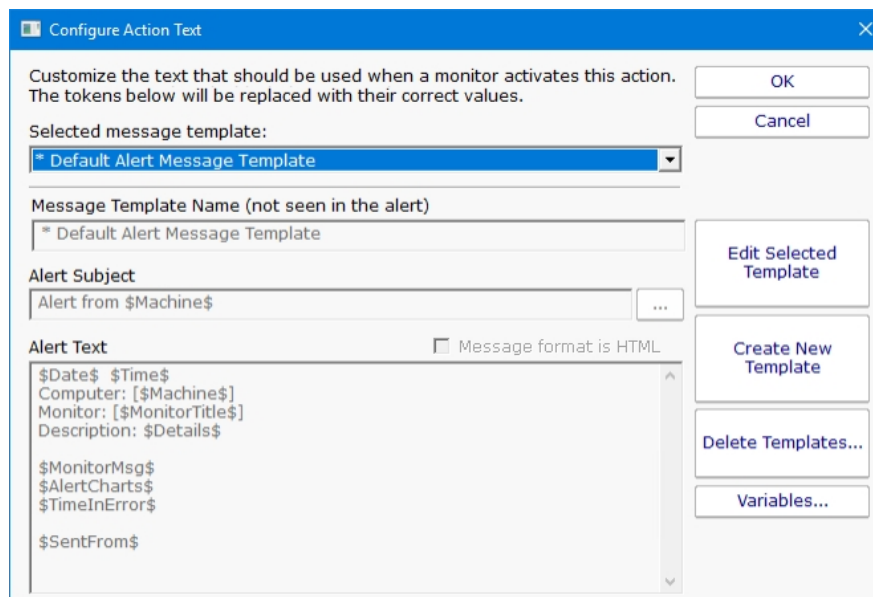 Configure Action Text
Customize the text that should be used when a monitor activates this action.
The tokens below will be replaced with their correct values.
OK
Cancel
Selected message template:
* Default Alert Message Template
Message Template Name (not seen in the alert)
* Default Alert Message Template
Edit Selected
Template
Alert Subject
Alert from $Machine$
...
Alert Text
Message format is HTML
Create New
Template
$Date$  $Time$
Computer: [$Machine$]
Monitor: [$MonitorTitle$]
Description: $Details$
Delete Templates...
$MonitorMsg$
$AlertCharts$
$TimeInError$
Variables...
$SentFrom$